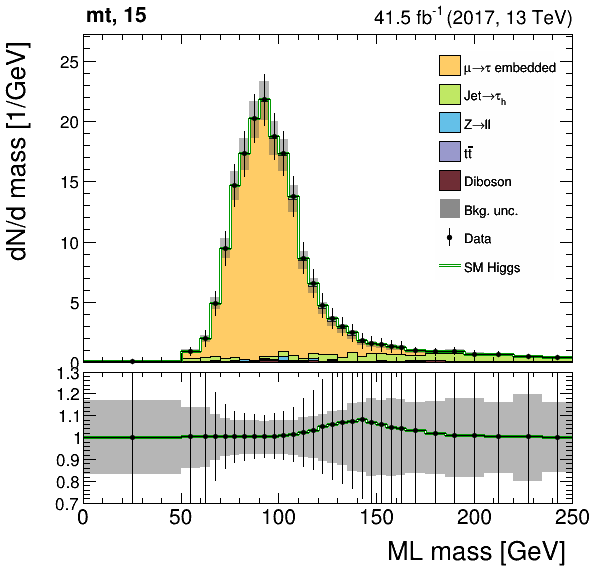 mt, 15
41.5 fb⁻¹ (2017, 13 TeV)
dN/d mass [1/GeV]
25
20
15
10
5
0
μ→τ embedded
Jet→τₕ
Z→ll
tt̅
Diboson
Bkg. unc.
Data
SM Higgs
1.3
1.2
1.1
1
0.9
0.8
0.7
0 50 100 150 200 250
ML mass [GeV]